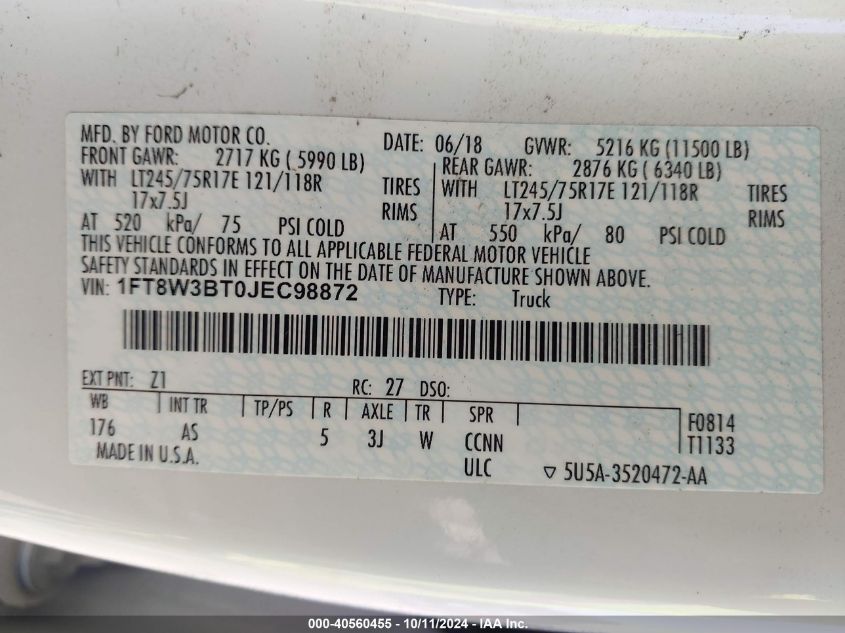 MFD. BY FORD MOTOR CO.
DATE: 06/18 GVWR: 5216 KG (11500 LB)
FRONT GAWR: 2717 KG ( 5990 LB)
REAR GAWR: 2876 KG ( 6340 LB)
WITH LT245/75R17E 121/118R TIRES
WITH LT245/75R17E 121/118R TIRES
17x7.5J RIMS
17x7.5J RIMS
AT 520 kPa/ 75 PSI COLD
AT 550 kPa/ 80 PSI COLD
THIS VEHICLE CONFORMS TO ALL APPLICABLE FEDERAL MOTOR VEHICLE
SAFETY STANDARDS IN EFFECT ON THE DATE OF MANUFACTURE SHOWN ABOVE.
VIN: 1FT8W3BT0JEC98872
TYPE: Truck
EXT PNT: Z1 RC: 27 DSO:
WB INT TR TP/PS R AXLE TR SPR
176 AS 5 3J W CCNN
F0814
T1133
MADE IN U.S.A.
ULC
5U5A-3520472-AA
000-40560455 - 10/11/2024 - IAA Inc.